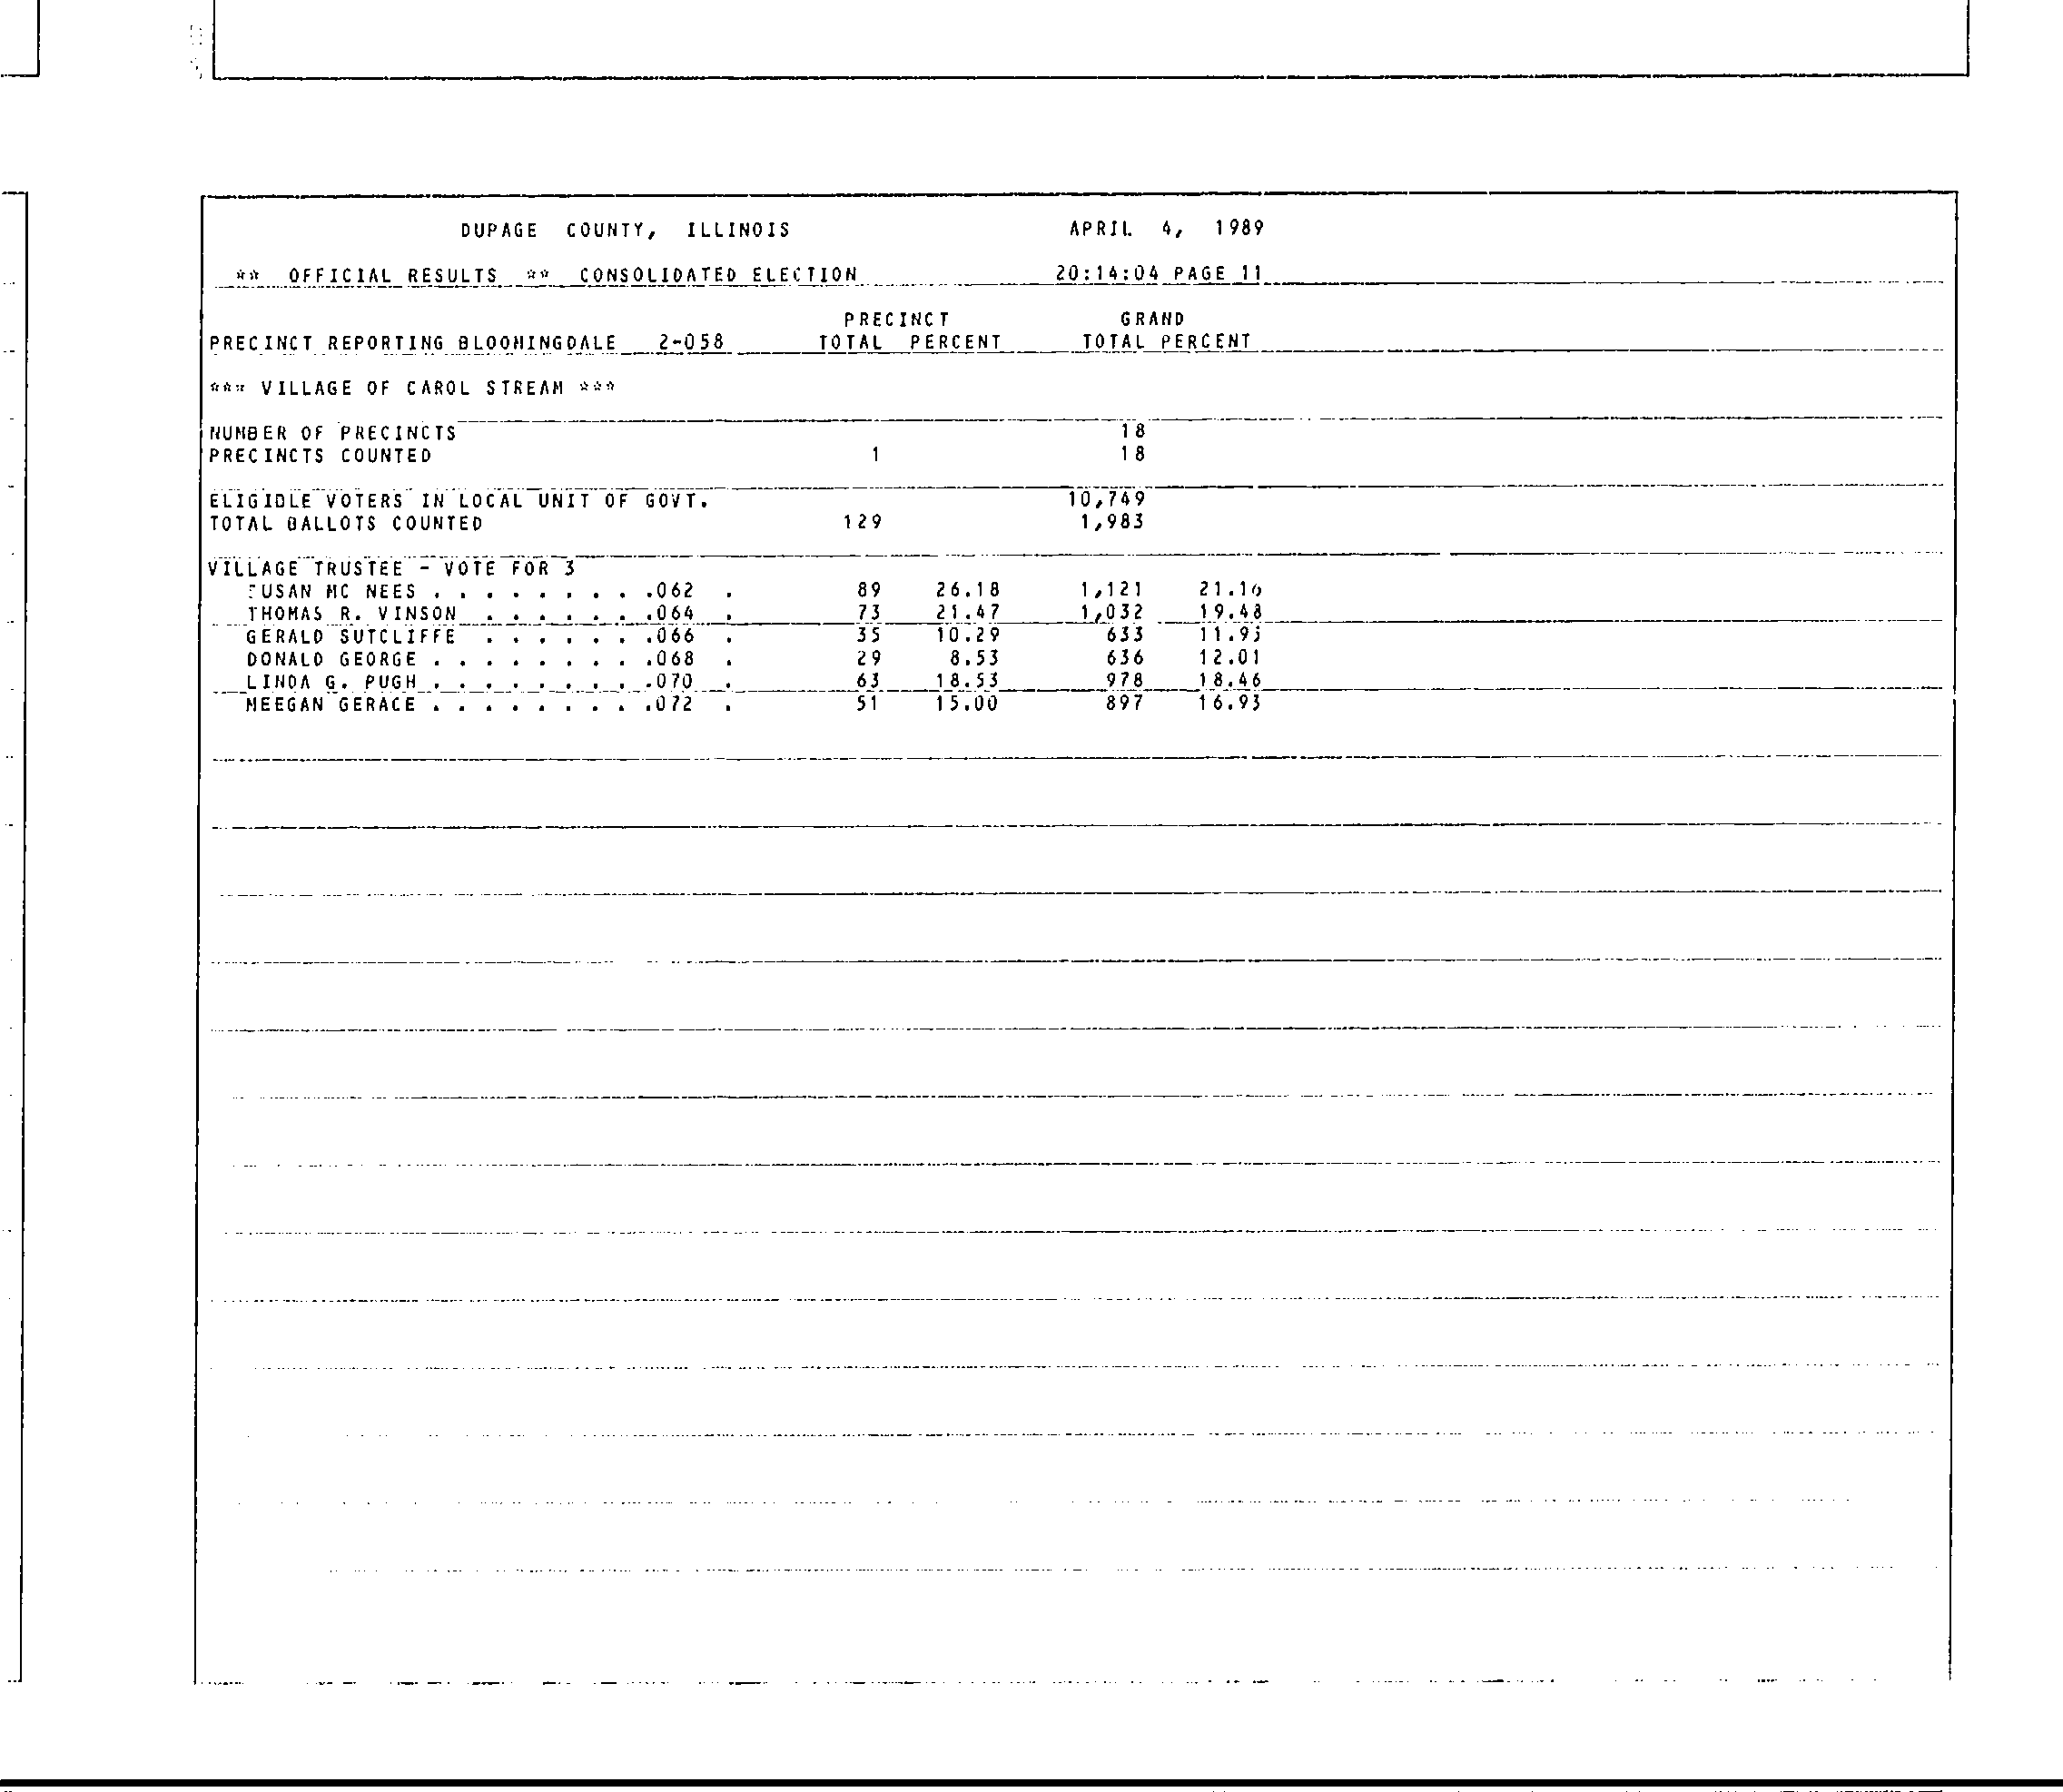 DUPAGE COUNTY, ILLINOIS APRIL 4, 1989
** OFFICIAL RESULTS ** CONSOLIDATED ELECTION 20:14:04 PAGE 11
PRECINCT GRAND
PRECINCT REPORTING BLOOMINGDALE 2-058 TOTAL PERCENT TOTAL PERCENT
*** VILLAGE OF CAROL STREAM ***
NUMBER OF PRECINCTS 18
PRECINCTS COUNTED 1 18
ELIGIBLE VOTERS IN LOCAL UNIT OF GOVT. 10,749
TOTAL BALLOTS COUNTED 129 1,983
VILLAGE TRUSTEE - VOTE FOR 3
SUSAN MC NEES . . . . . . . . .062 . 89 26.18 1,121 21.16
THOMAS R. VINSON . . . . . . .064 . 73 21.47 1,032 19.48
GERALD SUTCLIFFE . . . . . . .066 . 35 10.29 633 11.95
DONALD GEORGE . . . . . . . . .068 . 29 8.53 636 12.01
LINDA G. PUGH . . . . . . . . .070 . 63 18.53 978 18.46
MEEGAN GERACE . . . . . . . . .072 . 51 15.00 897 16.93